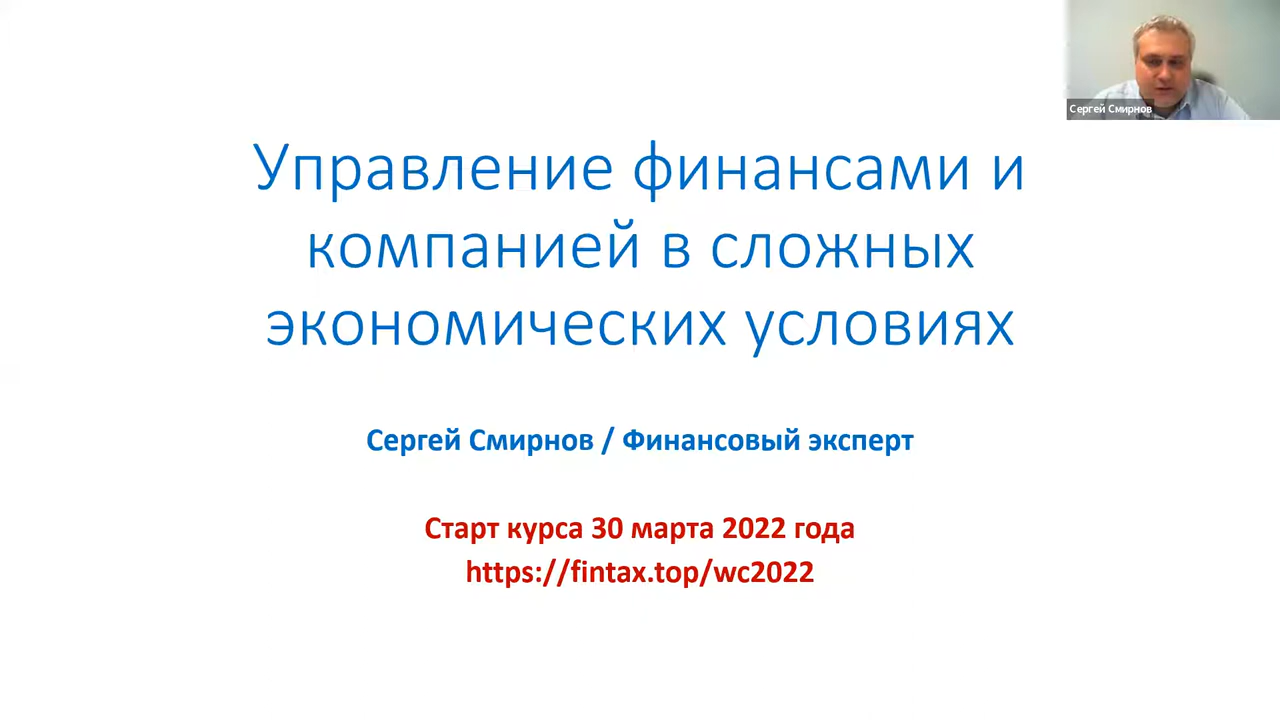 Сергей Смирнов
Управление финансами и
компанией в сложных
экономических условиях
Сергей Смирнов / Финансовый эксперт
Старт курса 30 марта 2022 года
https://fintax.top/wc2022